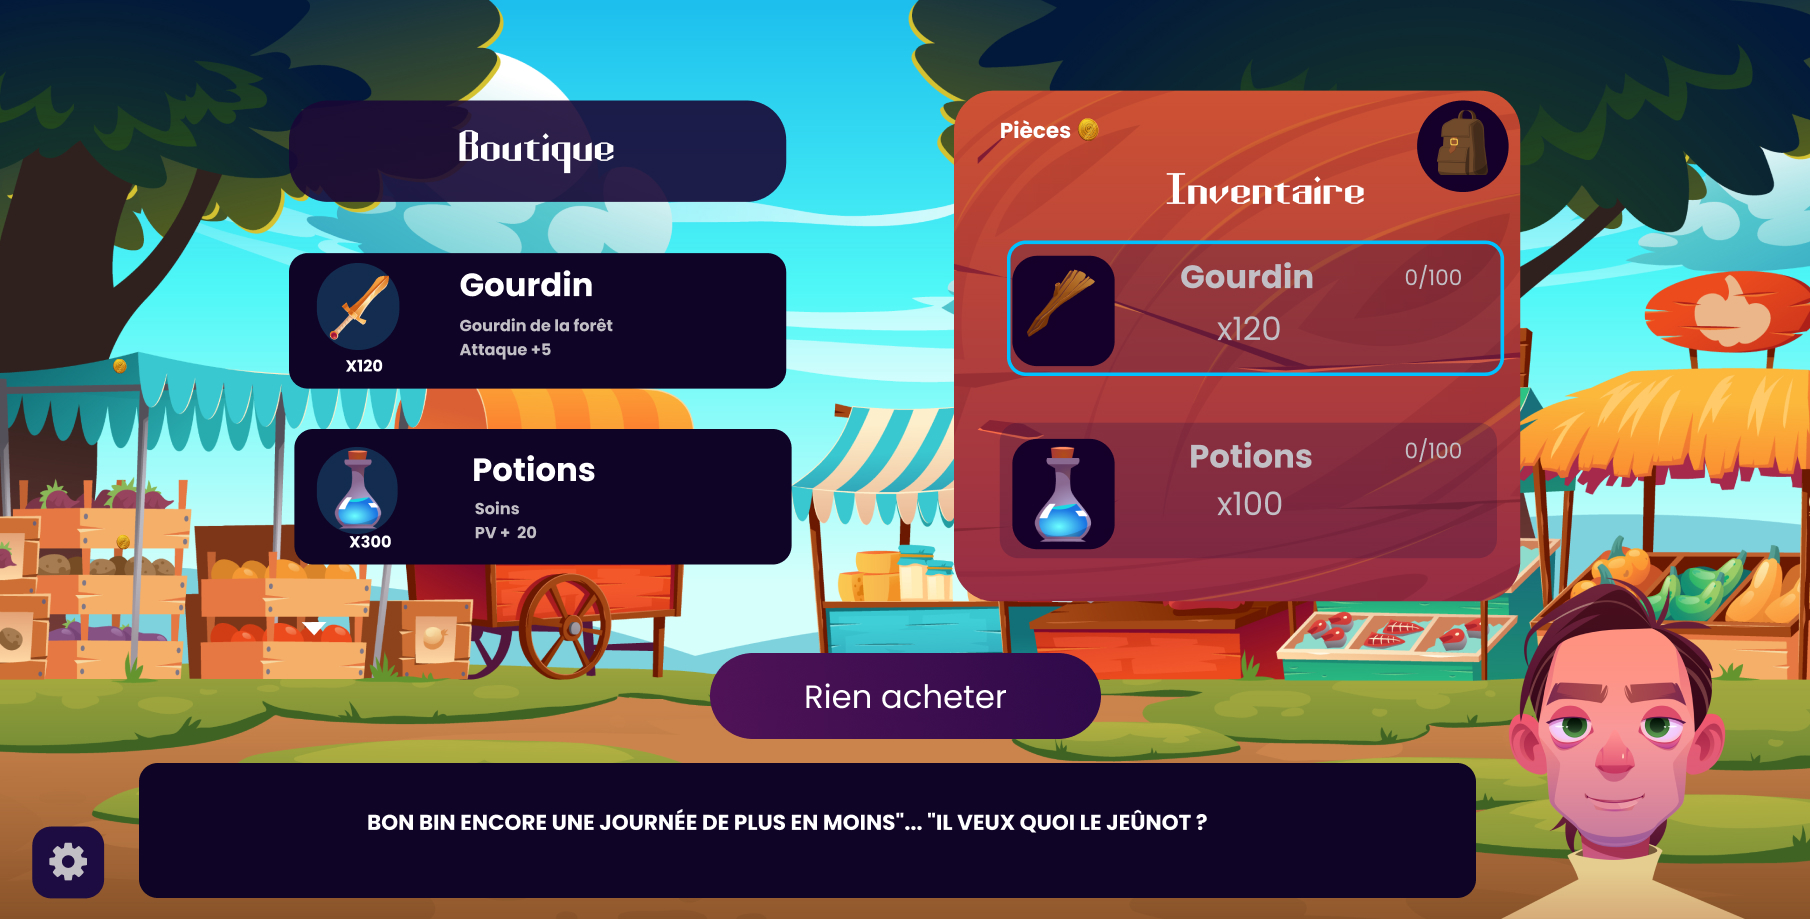 Boutique
Gourdin
Gourdin de la forêt
Attaque +5
X120
Potions
Soins
PV + 20
X300
Pièces
Inventaire
Gourdin
0/100
x120
Potions
0/100
x100
Rien acheter
BON BIN ENCORE UNE JOURNÉE DE PLUS EN MOINS"... "IL VEUX QUOI LE JEÛNOT ?